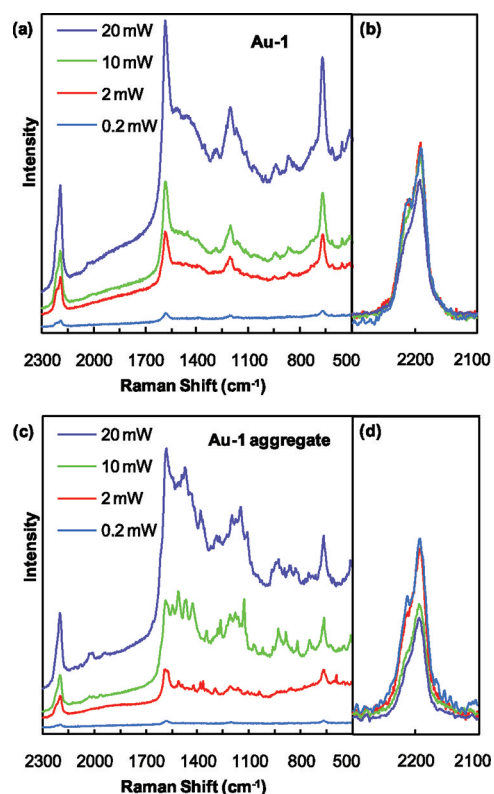 (a)
Au-1
(b)
20 mW
10 mW
2 mW
0.2 mW
Intensity
2300 2000 1700 1400 1100 800 500
2200 2100
Raman Shift (cm-1)
(c)
Au-1 aggregate
(d)
20 mW
10 mW
2 mW
0.2 mW
Intensity
2300 2000 1700 1400 1100 800 500
2200 2100
Raman Shift (cm-1)